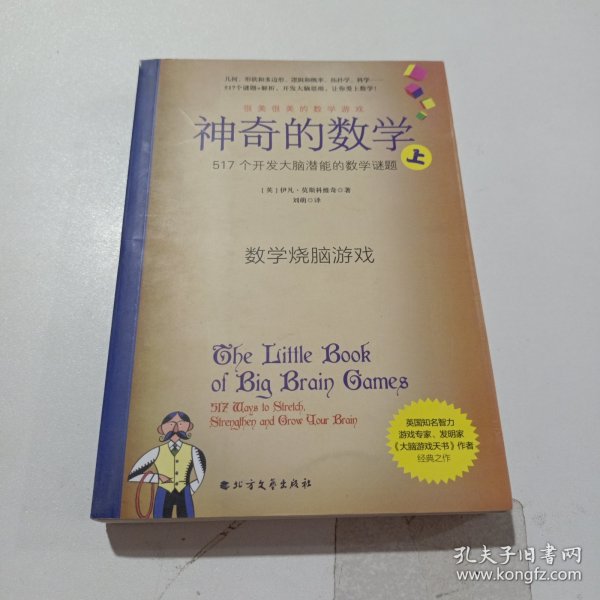 几何、形状和多边形、逻辑和概率、拓扑学、科学……
517个谜题+解析，开发大脑思维，让你爱上数学！
很美很美的数学游戏
神奇的数学 上
517 个开发大脑潜能的数学谜题
［英］伊凡·莫斯科维奇◎著
刘萌◎译
数学烧脑游戏
The Little Book
of Big Brain Games
517 Ways to Stretch,
Strengthen and Grow Your Brain
英国知名智力
游戏专家、发明家
《大脑游戏天书》作者
经典之作
北方文艺出版社
孔夫子旧书网
www.kongfz.com